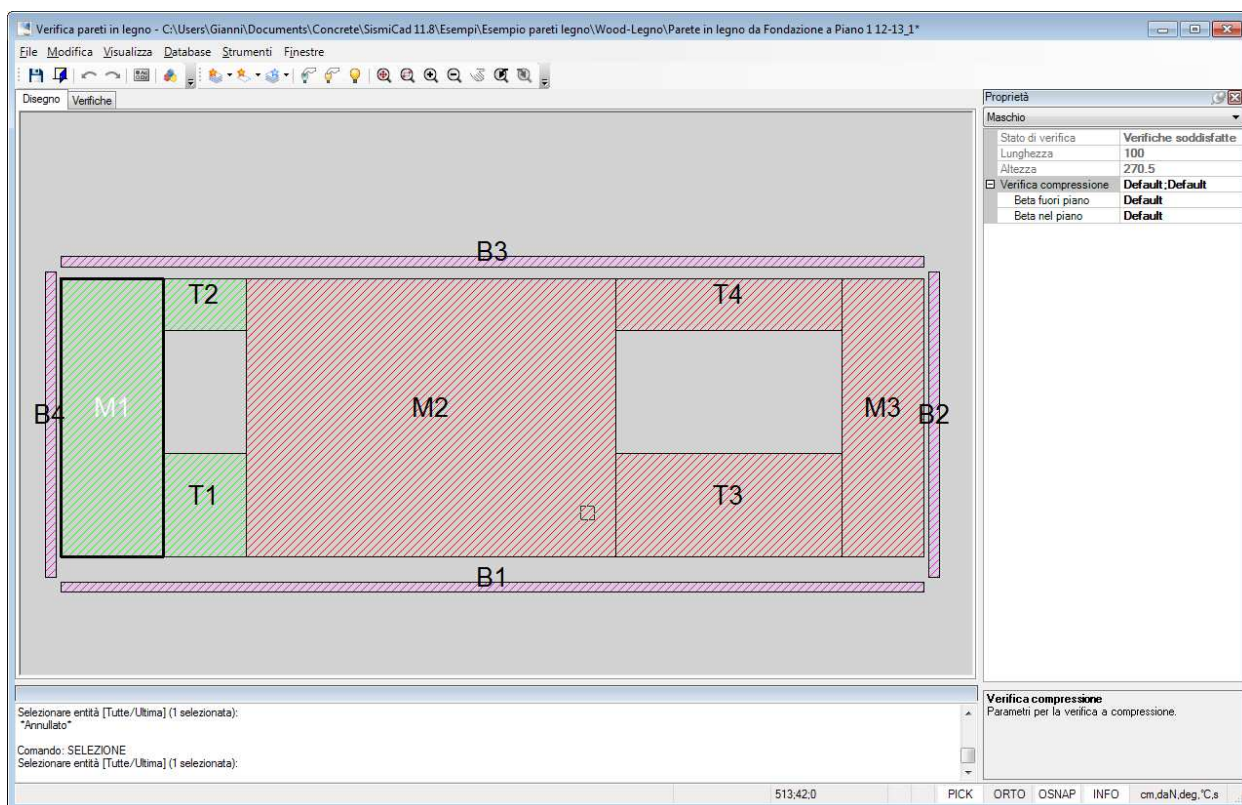 Verifica pareti in legno - C:\Users\Gianni\Documents\Concrete\SismiCad 11.8\Esempi\Esempio pareti legno\Wood-Legno\Parete in legno da Fondazione a Piano 1 12-13_1*
File Modifica Visualizza Database Strumenti Finestre
Disegno Verifiche
B3
T2 T4
B4 M1 M2 M3 B2
T1 T3
B1
Proprietà
Maschio
Stato di verifica Verifiche soddisfatte
Lunghezza 100
Altezza 270.5
Verifica compressione Default;Default
Beta fuori piano Default
Beta nel piano Default
Selezionare entità [Tutte/Ultima] (1 selezionata):
*Annullato*
Comando: SELEZIONE
Selezionare entità [Tutte/Ultima] (1 selezionata):
Verifica compressione
Parametri per la verifica a compressione.
513;42;0 PICK ORTO OSNAP INFO cm,daN,deg,°C,s